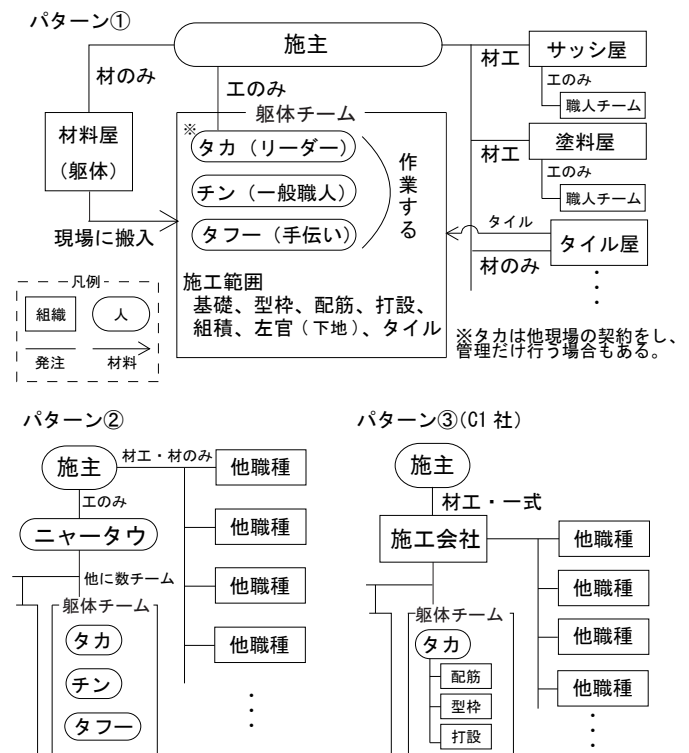 パターン①
施主
材のみ
工のみ
材工
サッシ屋
工のみ
職人チーム
材料屋
(躯体)
躯体チーム
※
タカ（リーダー）
チン（一般職人）
タフー（手伝い）
作業する
材工
塗料屋
工のみ
職人チーム
現場に搬入
タイル
タイル屋
材のみ
施工範囲
基礎、型枠、配筋、打設、
組積、左官（下地）、タイル
凡例
組織
人
発注
材料
※タカは他現場の契約をし、
管理だけ行う場合もある。
パターン②
施主
材工・材のみ
他職種
工のみ
ニャータウ
他職種
他に数チーム
他職種
躯体チーム
タカ
他職種
チン
タフー
パターン③(C1社)
施主
材工・一式
施工会社
他職種
他職種
躯体チーム
タカ
他職種
配筋
他職種
型枠
打設